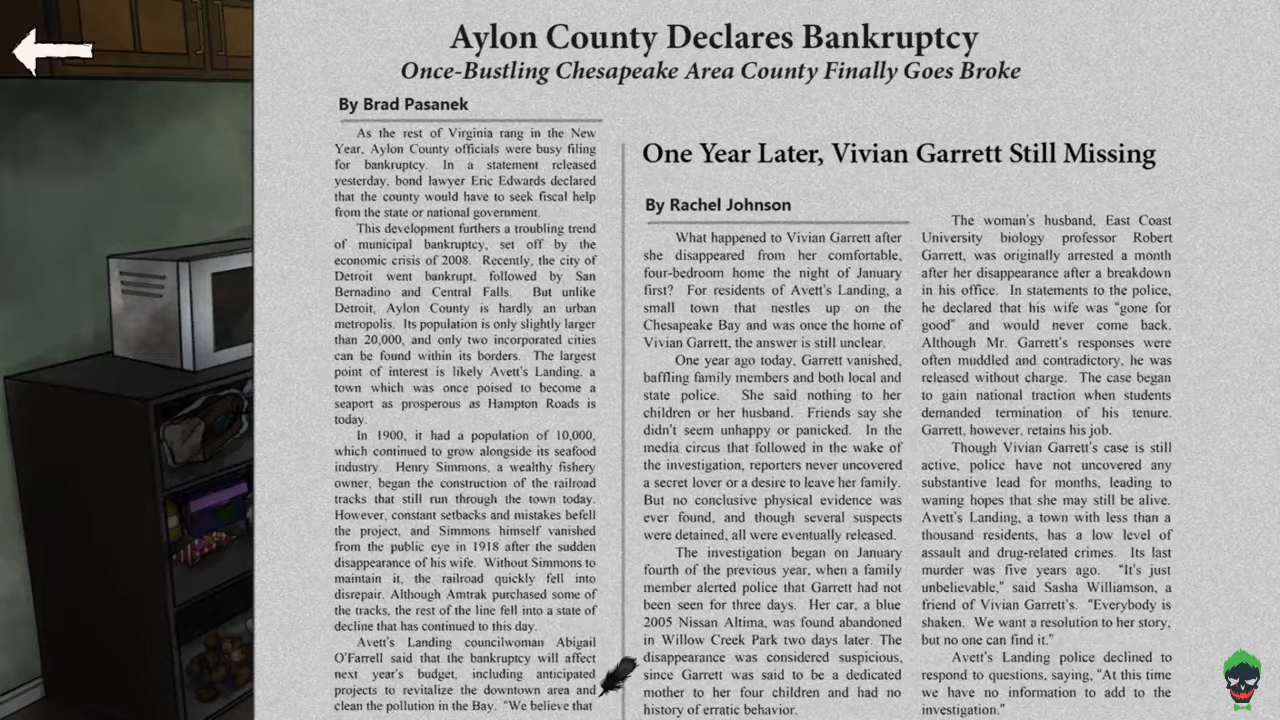 Aylon County Declares Bankruptcy
Once-Bustling Chesapeake Area County Finally Goes Broke
By Brad Pasanek
As the rest of Virginia rang in the New
Year, Aylon County officials were busy filing
for bankruptcy. In a statement released
yesterday, bond lawyer Eric Edwards declared
that the county would have to seek fiscal help
from the state or national government.
This development furthers a troubling trend
of municipal bankruptcy, set off by the
economic crisis of 2008. Recently, the city of
Detroit went bankrupt, followed by San
Bernadino and Central Falls. But unlike
Detroit, Aylon County is hardly an urban
metropolis. Its population is only slightly larger
than 20,000, and only two incorporated cities
can be found within its borders. The largest
point of interest is likely Avett's Landing, a
town which was once poised to become a
seaport as prosperous as Hampton Roads is
today.
In 1900, it had a population of 10,000,
which continued to grow alongside its seafood
industry. Henry Simmons, a wealthy fishery
owner, began the construction of the railroad
tracks that still run through the town today.
However, constant setbacks and mistakes befell
the project, and Simmons himself vanished
from the public eye in 1918 after the sudden
disappearance of his wife. Without Simmons to
maintain it, the railroad quickly fell into
disrepair. Although Amtrak purchased some of
the tracks, the rest of the line fell into a state of
decline that has continued to this day.
Avett's Landing councilwoman Abigail
O'Farrell said that the bankruptcy will affect
next year's budget, including anticipated
projects to revitalize the downtown area and
clean the pollution in the Bay. "We believe that
One Year Later, Vivian Garrett Still Missing
By Rachel Johnson
What happened to Vivian Garrett after
she disappeared from her comfortable,
four-bedroom home the night of January
first? For residents of Avett's Landing, a
small town that nestles up on the
Chesapeake Bay and was once the home of
Vivian Garrett, the answer is still unclear.
One year ago today, Garrett vanished,
baffling family members and both local and
state police. She said nothing to her
children or her husband. Friends say she
didn't seem unhappy or panicked. In the
media circus that followed in the wake of
the investigation, reporters never uncovered
a secret lover or a desire to leave her family.
But no conclusive physical evidence was
ever found, and though several suspects
were detained, all were eventually released.
The investigation began on January
fourth of the previous year, when a family
member alerted police that Garrett had not
been seen for three days. Her car, a blue
2005 Nissan Altima, was found abandoned
in Willow Creek Park two days later. The
disappearance was considered suspicious,
since Garrett was said to be a dedicated
mother to her four children and had no
history of erratic behavior.
The woman's husband, East Coast
University biology professor Robert
Garrett, was originally arrested a month
after her disappearance after a breakdown
in his office. In statements to the police,
he declared that his wife was "gone for
good" and would never come back.
Although Mr. Garrett's responses were
often muddled and contradictory, he was
released without charge. The case began
to gain national traction when students
demanded termination of his tenure.
Garrett, however, retains his job.
Though Vivian Garrett's case is still
active, police have not uncovered any
substantive lead for months, leading to
waning hopes that she may still be alive.
Avett's Landing, a town with less than a
thousand residents, has a low level of
assault and drug-related crimes. Its last
murder was five years ago. "It's just
unbelievable," said Sasha Williamson, a
friend of Vivian Garrett's. "Everybody is
shaken. We want a resolution to her story,
but no one can find it."
Avett's Landing police declined to
respond to questions, saying, "At this time
we have no information to add to the
investigation."